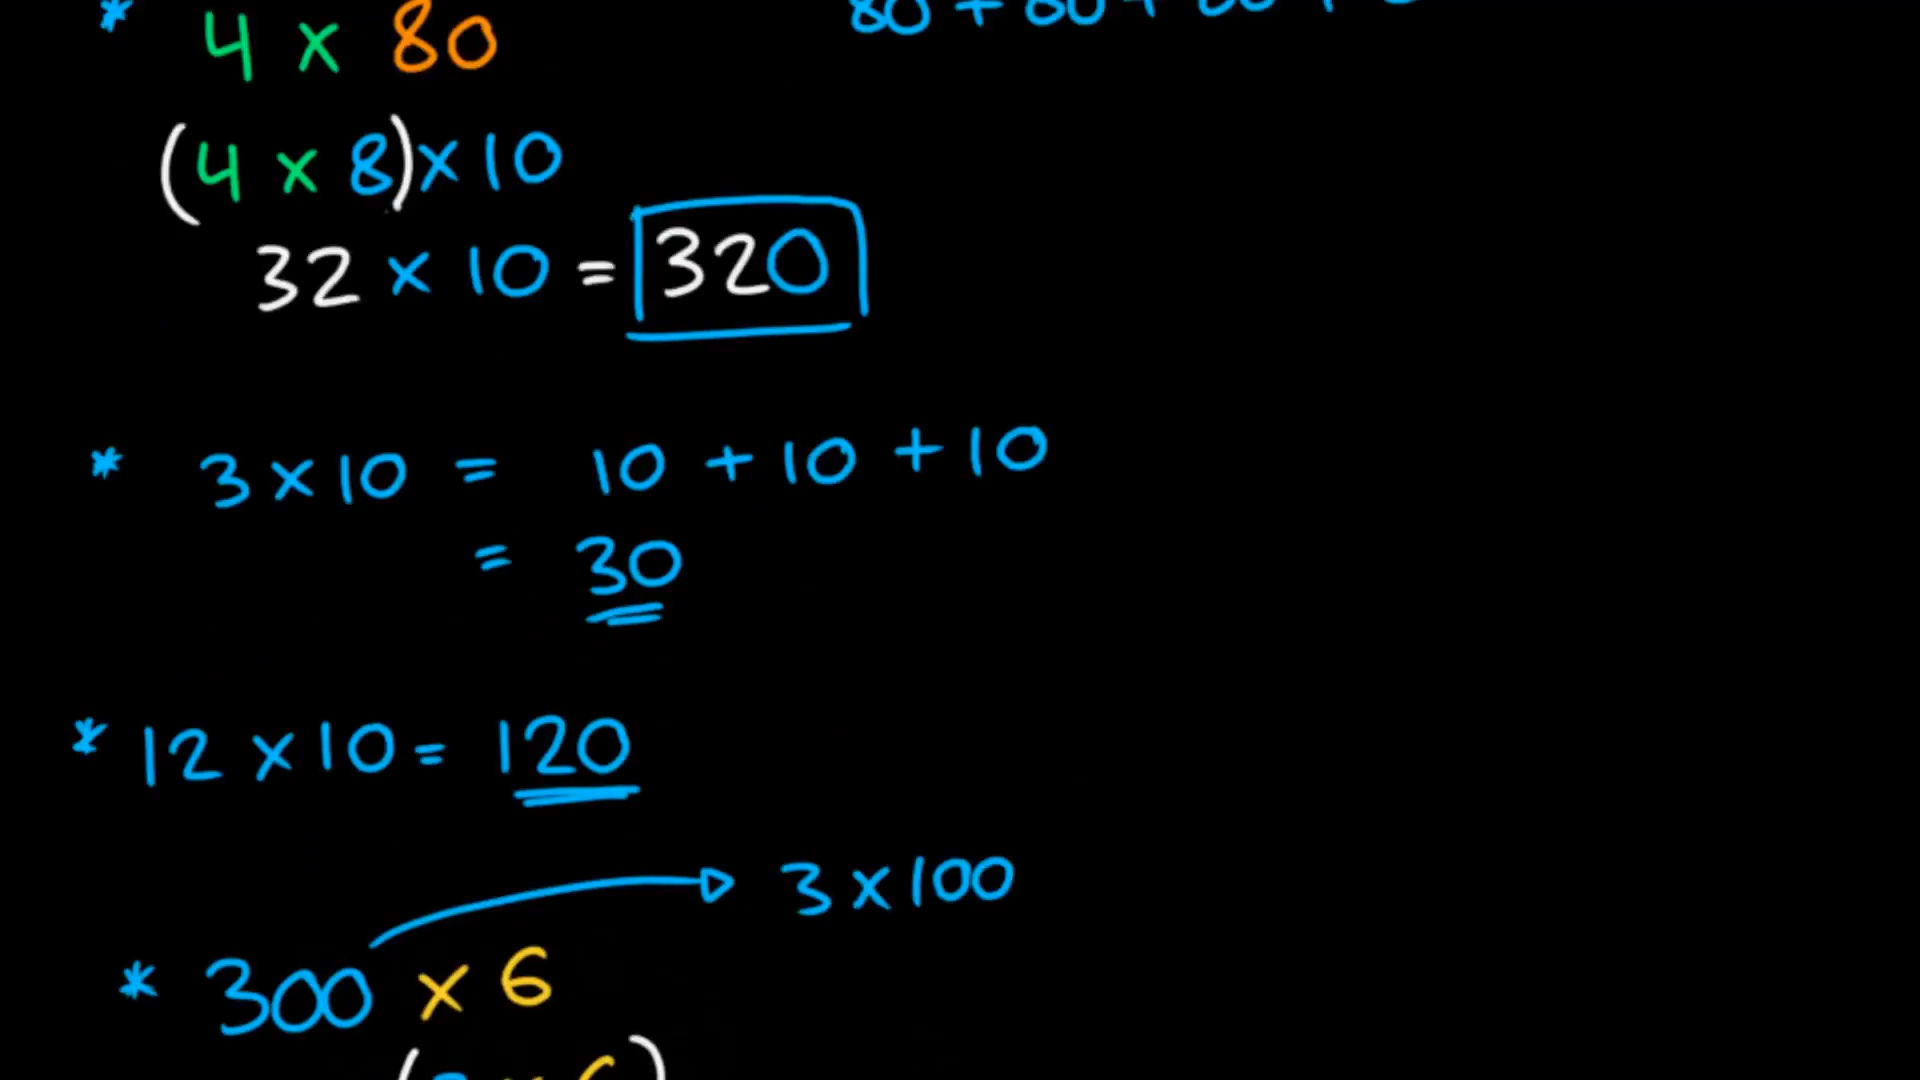 * 4 x 80
80 + 80 +
(4 x 8) x 10
32 x 10 = 320
* 3 x 10 = 10 + 10 + 10
= 30
* 12 x 10 = 120
3 x 100
* 300 x 6